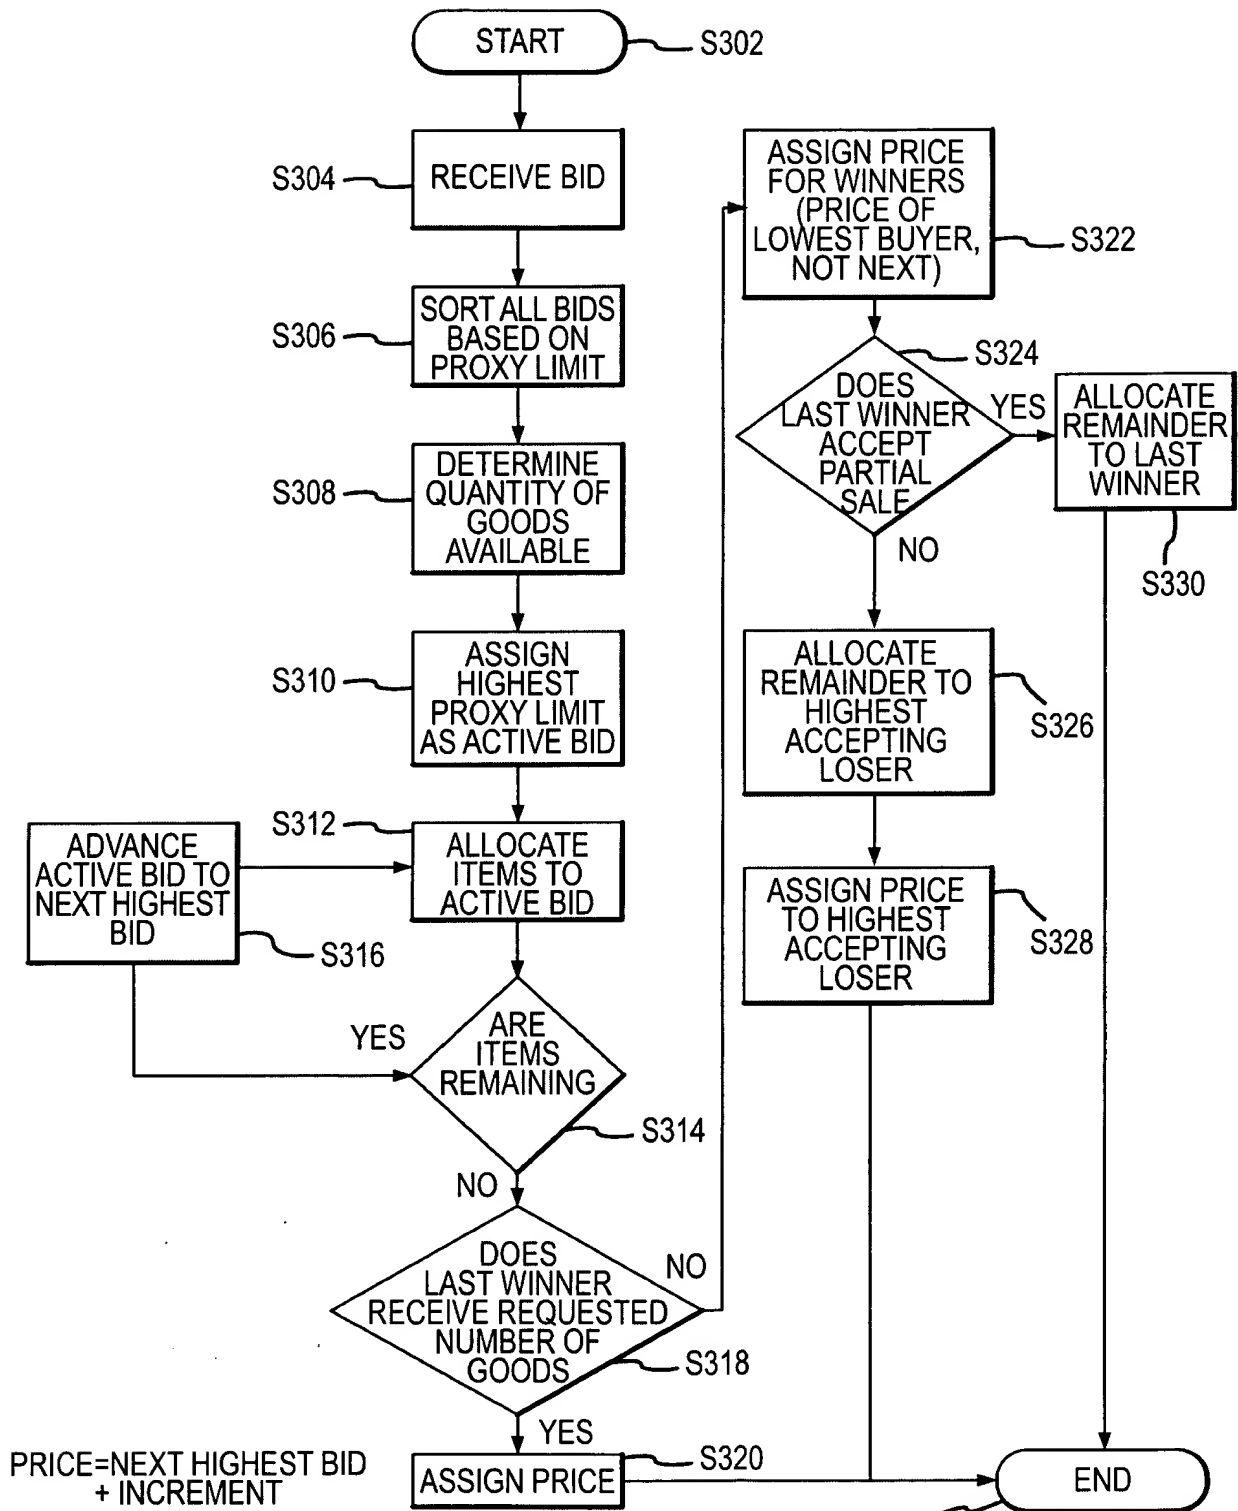 START
S302
S304
RECEIVE BID
S306
SORT ALL BIDS
BASED ON
PROXY LIMIT
S308
DETERMINE
QUANTITY OF
GOODS
AVAILABLE
S310
ASSIGN
HIGHEST
PROXY LIMIT
AS ACTIVE BID
S312
ALLOCATE
ITEMS TO
ACTIVE BID
ADVANCE
ACTIVE BID TO
NEXT HIGHEST
BID
S316
YES
ARE
ITEMS
REMAINING
S314
NO
DOES
LAST WINNER
RECEIVE REQUESTED
NUMBER OF
GOODS
NO
S318
YES
PRICE=NEXT HIGHEST BID
+ INCREMENT
ASSIGN PRICE
S320
ASSIGN PRICE
FOR WINNERS
(PRICE OF
LOWEST BUYER,
NOT NEXT)
S322
S324
DOES
LAST WINNER
ACCEPT
PARTIAL
SALE
YES
ALLOCATE
REMAINDER
TO LAST
WINNER
S330
NO
ALLOCATE
REMAINDER TO
HIGHEST
ACCEPTING
LOSER
S326
ASSIGN PRICE
TO HIGHEST
ACCEPTING
LOSER
S328
END